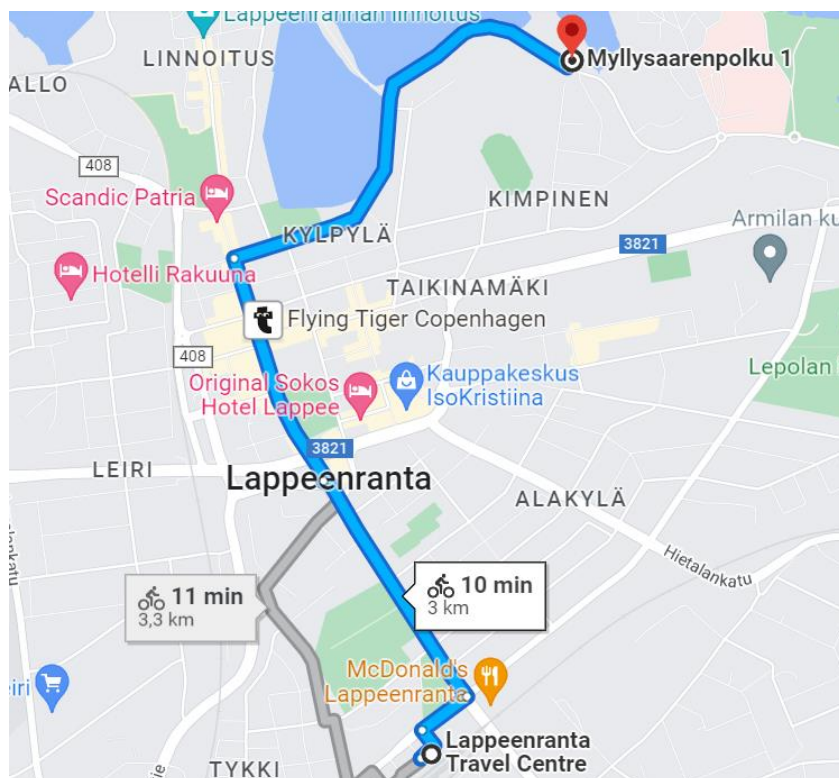 Lappeenrannan linnoitus
LINNOITUS
Myllysaarenpolku 1
ALLO
408
Scandic Patria
KIMPINEN
KYLPYLÄ
Armilan ku
3821
Hotelli Rakuuna
TAIKINAMÄKI
Flying Tiger Copenhagen
408
Original Sokos
Hotel Lappee
Kauppakeskus
IsoKristiina
Lepolan
3821
LEIRI
Lappeenranta
ALAKYLÄ
Hietalankatu
elankatu
11 min
3,3 km
10 min
3 km
McDonald's
Lappeenranta
eiri
Lappeenranta
Travel Centre
TYKKI